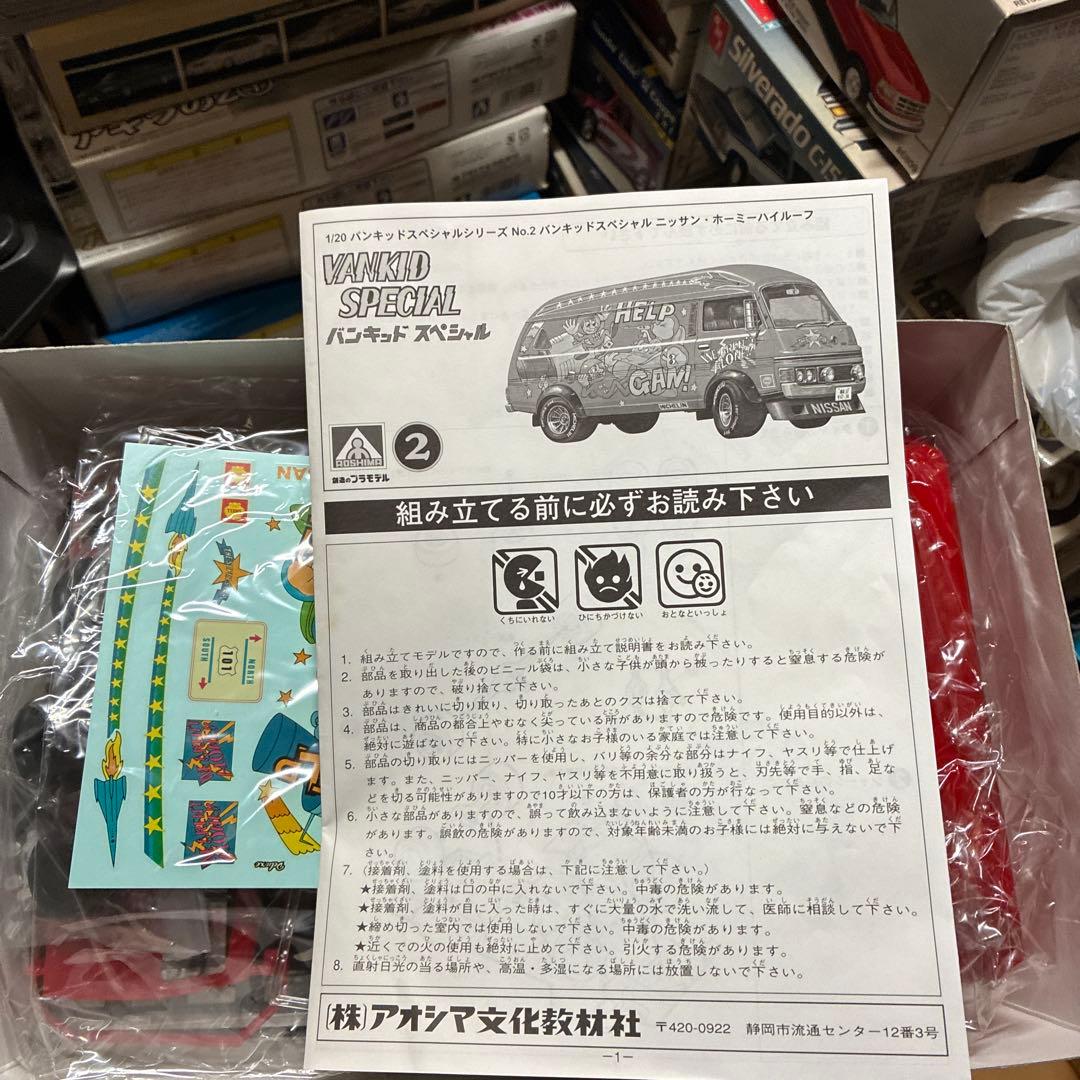 Silverado C-15
1/20 バンキッドスペシャルシリーズ No.2 バンキッドスペシャル ニッサン・ホーミーハイルーフ
VANKID
SPECIAL
バンキッド スペシャル
HELP
GAN!
MICHELIN
NISSAN
AOSHIMA
2
創造のプラモデル
組み立てる前に必ずお読み下さい
くちにいれない
ひにちかづけない
おとなといっしょ
1. 組み立てモデルですので、作る前に組み立て説明書をお読み下さい。
2. 部品を取り出した後のビニール袋は、小さな子供が頭から被ったりすると窒息する危険が
ありますので、破り捨てて下さい。
3. 部品はきれいに切り取り、切り取ったあとのクズは捨てて下さい。
4. 部品は、商品の都合上やむなく尖っている所がありますので危険です。使用目的以外は、
絶対に遊ばないで下さい。特に小さなお子様のいる家庭では注意して下さい。
5. 部品の切り取りにはニッパーを使用し、バリ等の余分な部分はナイフ、ヤスリ等で仕上げ
ます。また、ニッパー、ナイフ、ヤスリ等を不用意に取り扱うと、刃先等で手、指、足な
どを切る可能性がありますので10才以下の方は、保護者の方が行なって下さい。
6. 小さな部品がありますので、誤って飲み込まないように注意して下さい。窒息などの危険
があります。誤飲の危険がありますので、対象年齢未満のお子様には絶対に与えないで下
さい。
7. (接着剤、塗料を使用する場合は、下記に注意して下さい。)
★接着剤、塗料は口の中に入れないで下さい。中毒の危険があります。
★接着剤、塗料が目に入った時は、すぐに大量の水で洗い流して、医師に相談して下さい。
★締め切った室内では使用しないで下さい。中毒の危険があります。
★近くでの火の使用も絶対に止めて下さい。引火する危険があります。
8. 直射日光の当る場所や、高温・多湿になる場所には放置しないで下さい。
(株)アオシマ文化教材社 〒420-0922 静岡市流通センター12番3号
−1−
SOUTH
101
NORTH
Deluxe